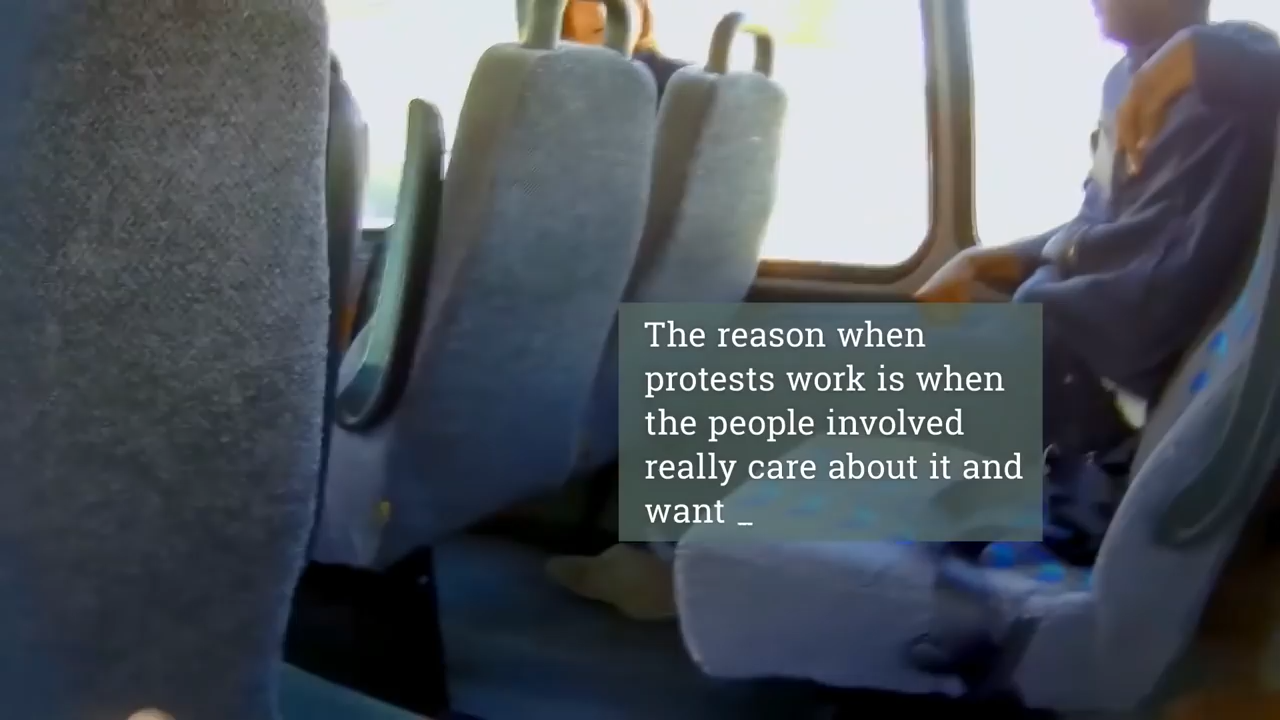 The reason when
protests work is when
the people involved
really care about it and
want _